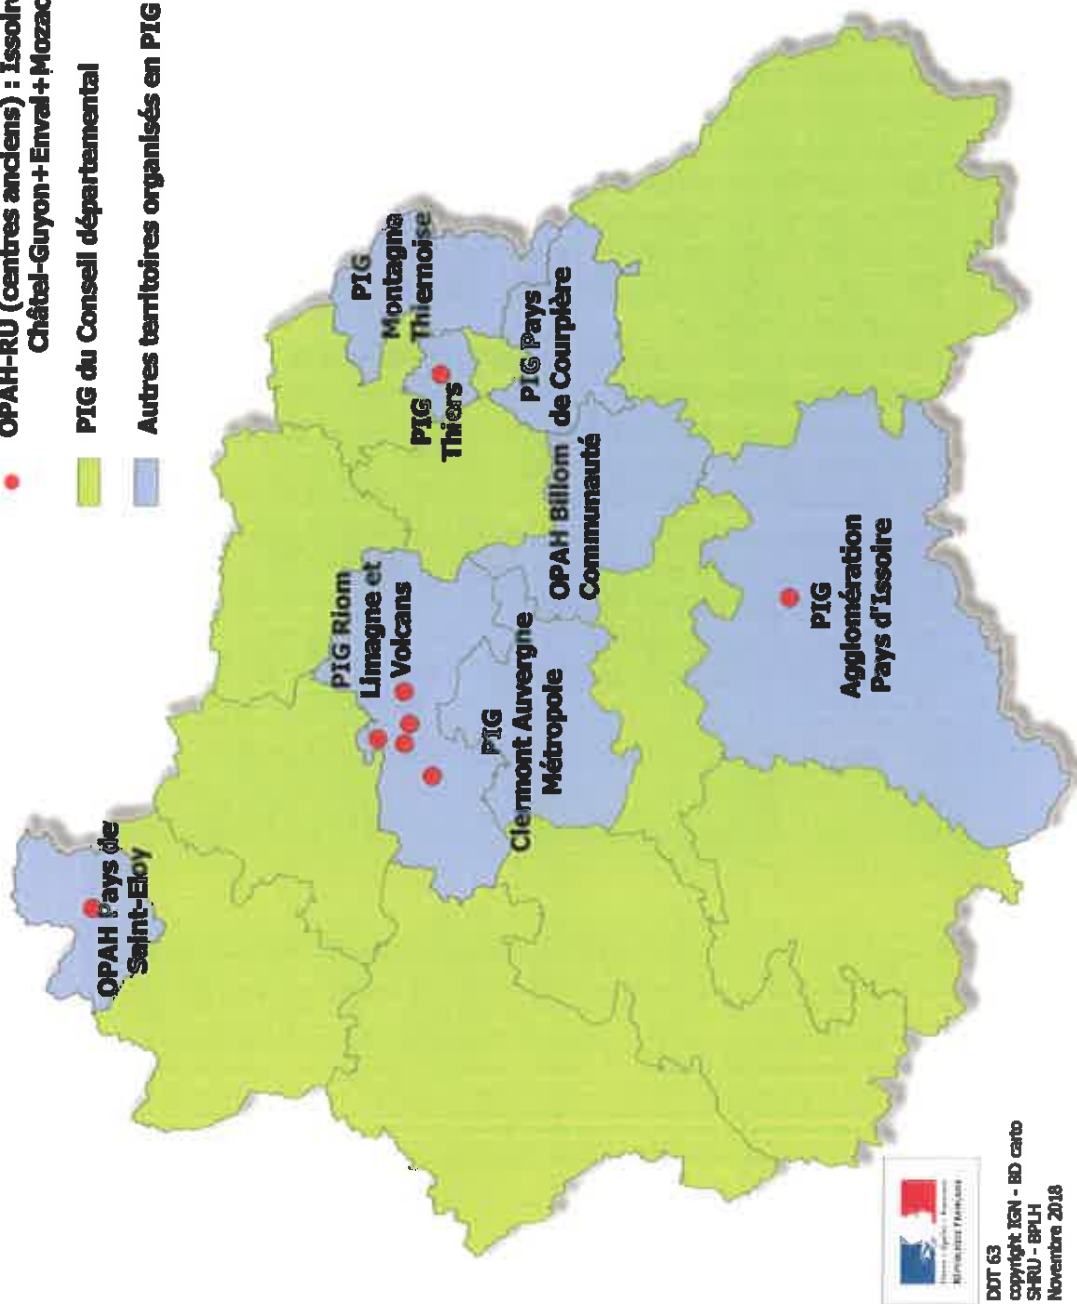 OPAH-RU (centres anciens) : Issoire
Châtel-Guyon+Enval+Mozac
PIG du Conseil départemental
Autres territoires organisés en PIG
OPAH Pays de
Saint-Eloy
PIG Riom
Limagne et
Volcans
PIG
Montagne
Thiernoise
PIG
Thiers
PIG Pays
de Courpière
OPAH Billom
Communauté
PIG
Clermont Auvergne
Métropole
PIG
Agglomération
Pays d'Issoire
RÉPUBLIQUE FRANÇAISE
DDT 63
copyright IGN - BD carto
SHRU - BPLH
Novembre 2018